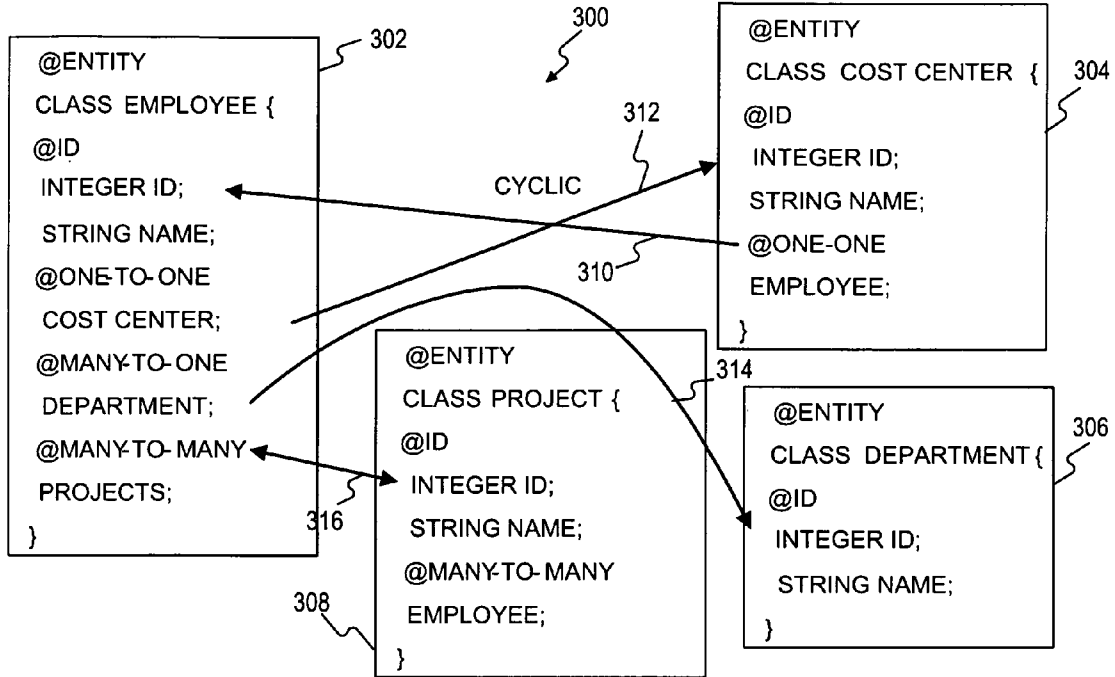 300
302
@ENTITY
CLASS EMPLOYEE {
@ID
INTEGER ID;
STRING NAME;
@ONE-TO-ONE
COST CENTER;
@MANY-TO-ONE
DEPARTMENT;
@MANY-TO-MANY
PROJECTS;
}
304
@ENTITY
CLASS COST CENTER {
@ID
INTEGER ID;
STRING NAME;
@ONE-ONE
EMPLOYEE;
}
312
CYCLIC
310
314
316
308
@ENTITY
CLASS PROJECT {
@ID
INTEGER ID;
STRING NAME;
@MANY-TO-MANY
EMPLOYEE;
}
306
@ENTITY
CLASS DEPARTMENT {
@ID
INTEGER ID;
STRING NAME;
}